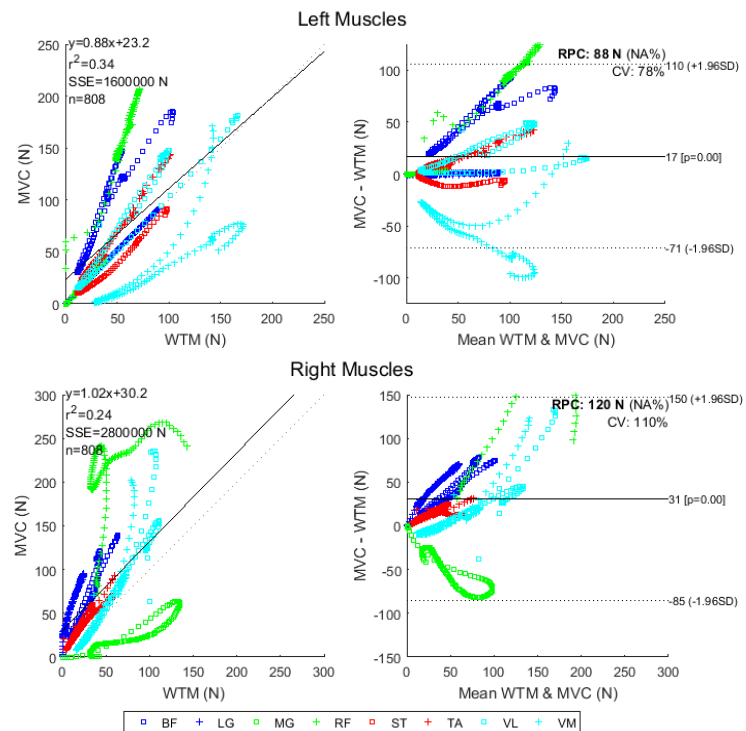 Left Muscles
y=0.88x+23.2
r²=0.34
SSE=1600000 N
n=808
250
200
150
100
50
0
MVC (N)
0 50 100 150 200 250
WTM (N)
RPC: 88 N (NA%)
CV: 78%
110 (+1.96SD)
17 [p=0.00]
-71 (-1.96SD)
100
50
0
-50
-100
MVC - WTM (N)
0 50 100 150 200 250
Mean WTM & MVC (N)
Right Muscles
y=1.02x+30.2
r²=0.24
SSE=2800000 N
n=808
300
250
200
150
100
50
0
MVC (N)
0 100 200 300
WTM (N)
RPC: 120 N (NA%)
CV: 110%
150 (+1.96SD)
31 [p=0.00]
-85 (-1.96SD)
150
100
50
0
-50
-100
-150
MVC - WTM (N)
0 50 100 150 200 250 300
Mean WTM & MVC (N)
BF LG MG RF ST TA VL VM